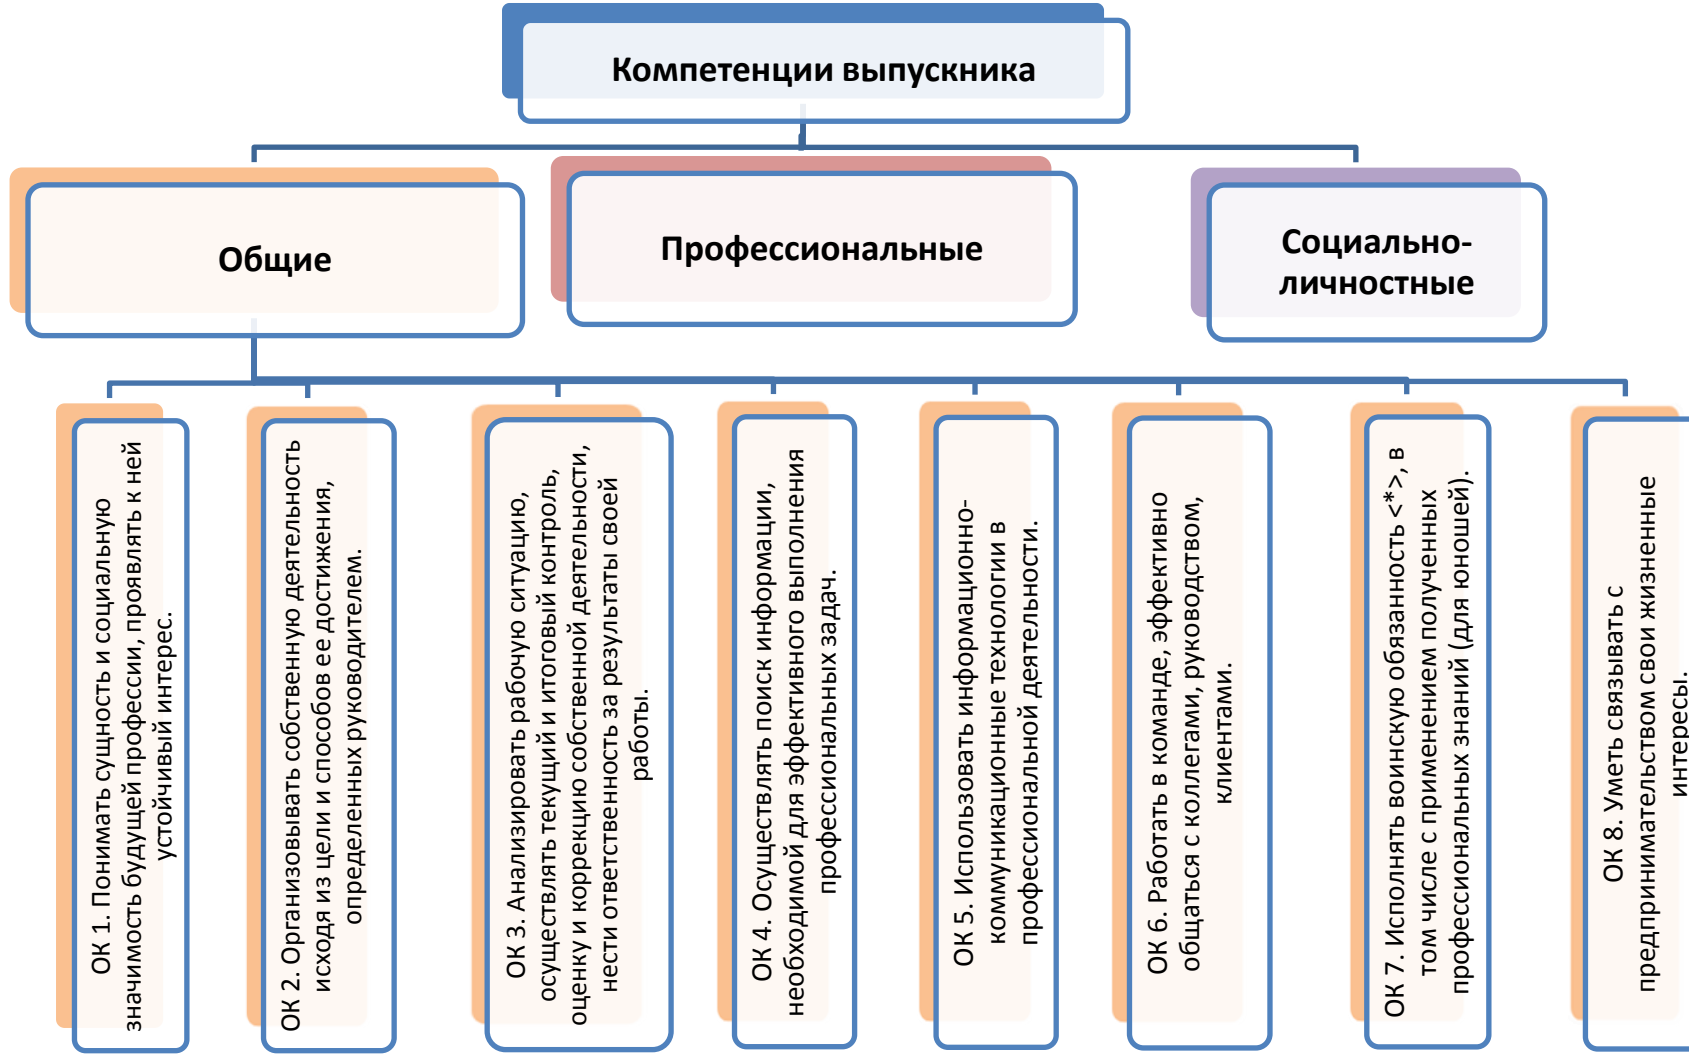 Компетенции выпускника
Общие
Профессиональные
Социально-
личностные
ОК 1. Понимать сущность и социальную
значимость будущей профессии, проявлять к ней
устойчивый интерес.
ОК 2. Организовывать собственную деятельность
исходя из цели и способов ее достижения,
определенных руководителем.
ОК 3. Анализировать рабочую ситуацию,
осуществлять текущий и итоговый контроль,
оценку и коррекцию собственной деятельности,
нести ответственность за результаты своей
работы.
ОК 4. Осуществлять поиск информации,
необходимой для эффективного выполнения
профессиональных задач.
ОК 5. Использовать информационно-
коммуникационные технологии в
профессиональной деятельности.
ОК 6. Работать в команде, эффективно
общаться с коллегами, руководством,
клиентами.
ОК 7. Исполнять воинскую обязанность <*>, в
том числе с применением полученных
профессиональных знаний (для юношей).
ОК 8. Уметь связывать с
предпринимательством свои жизненные
интересы.